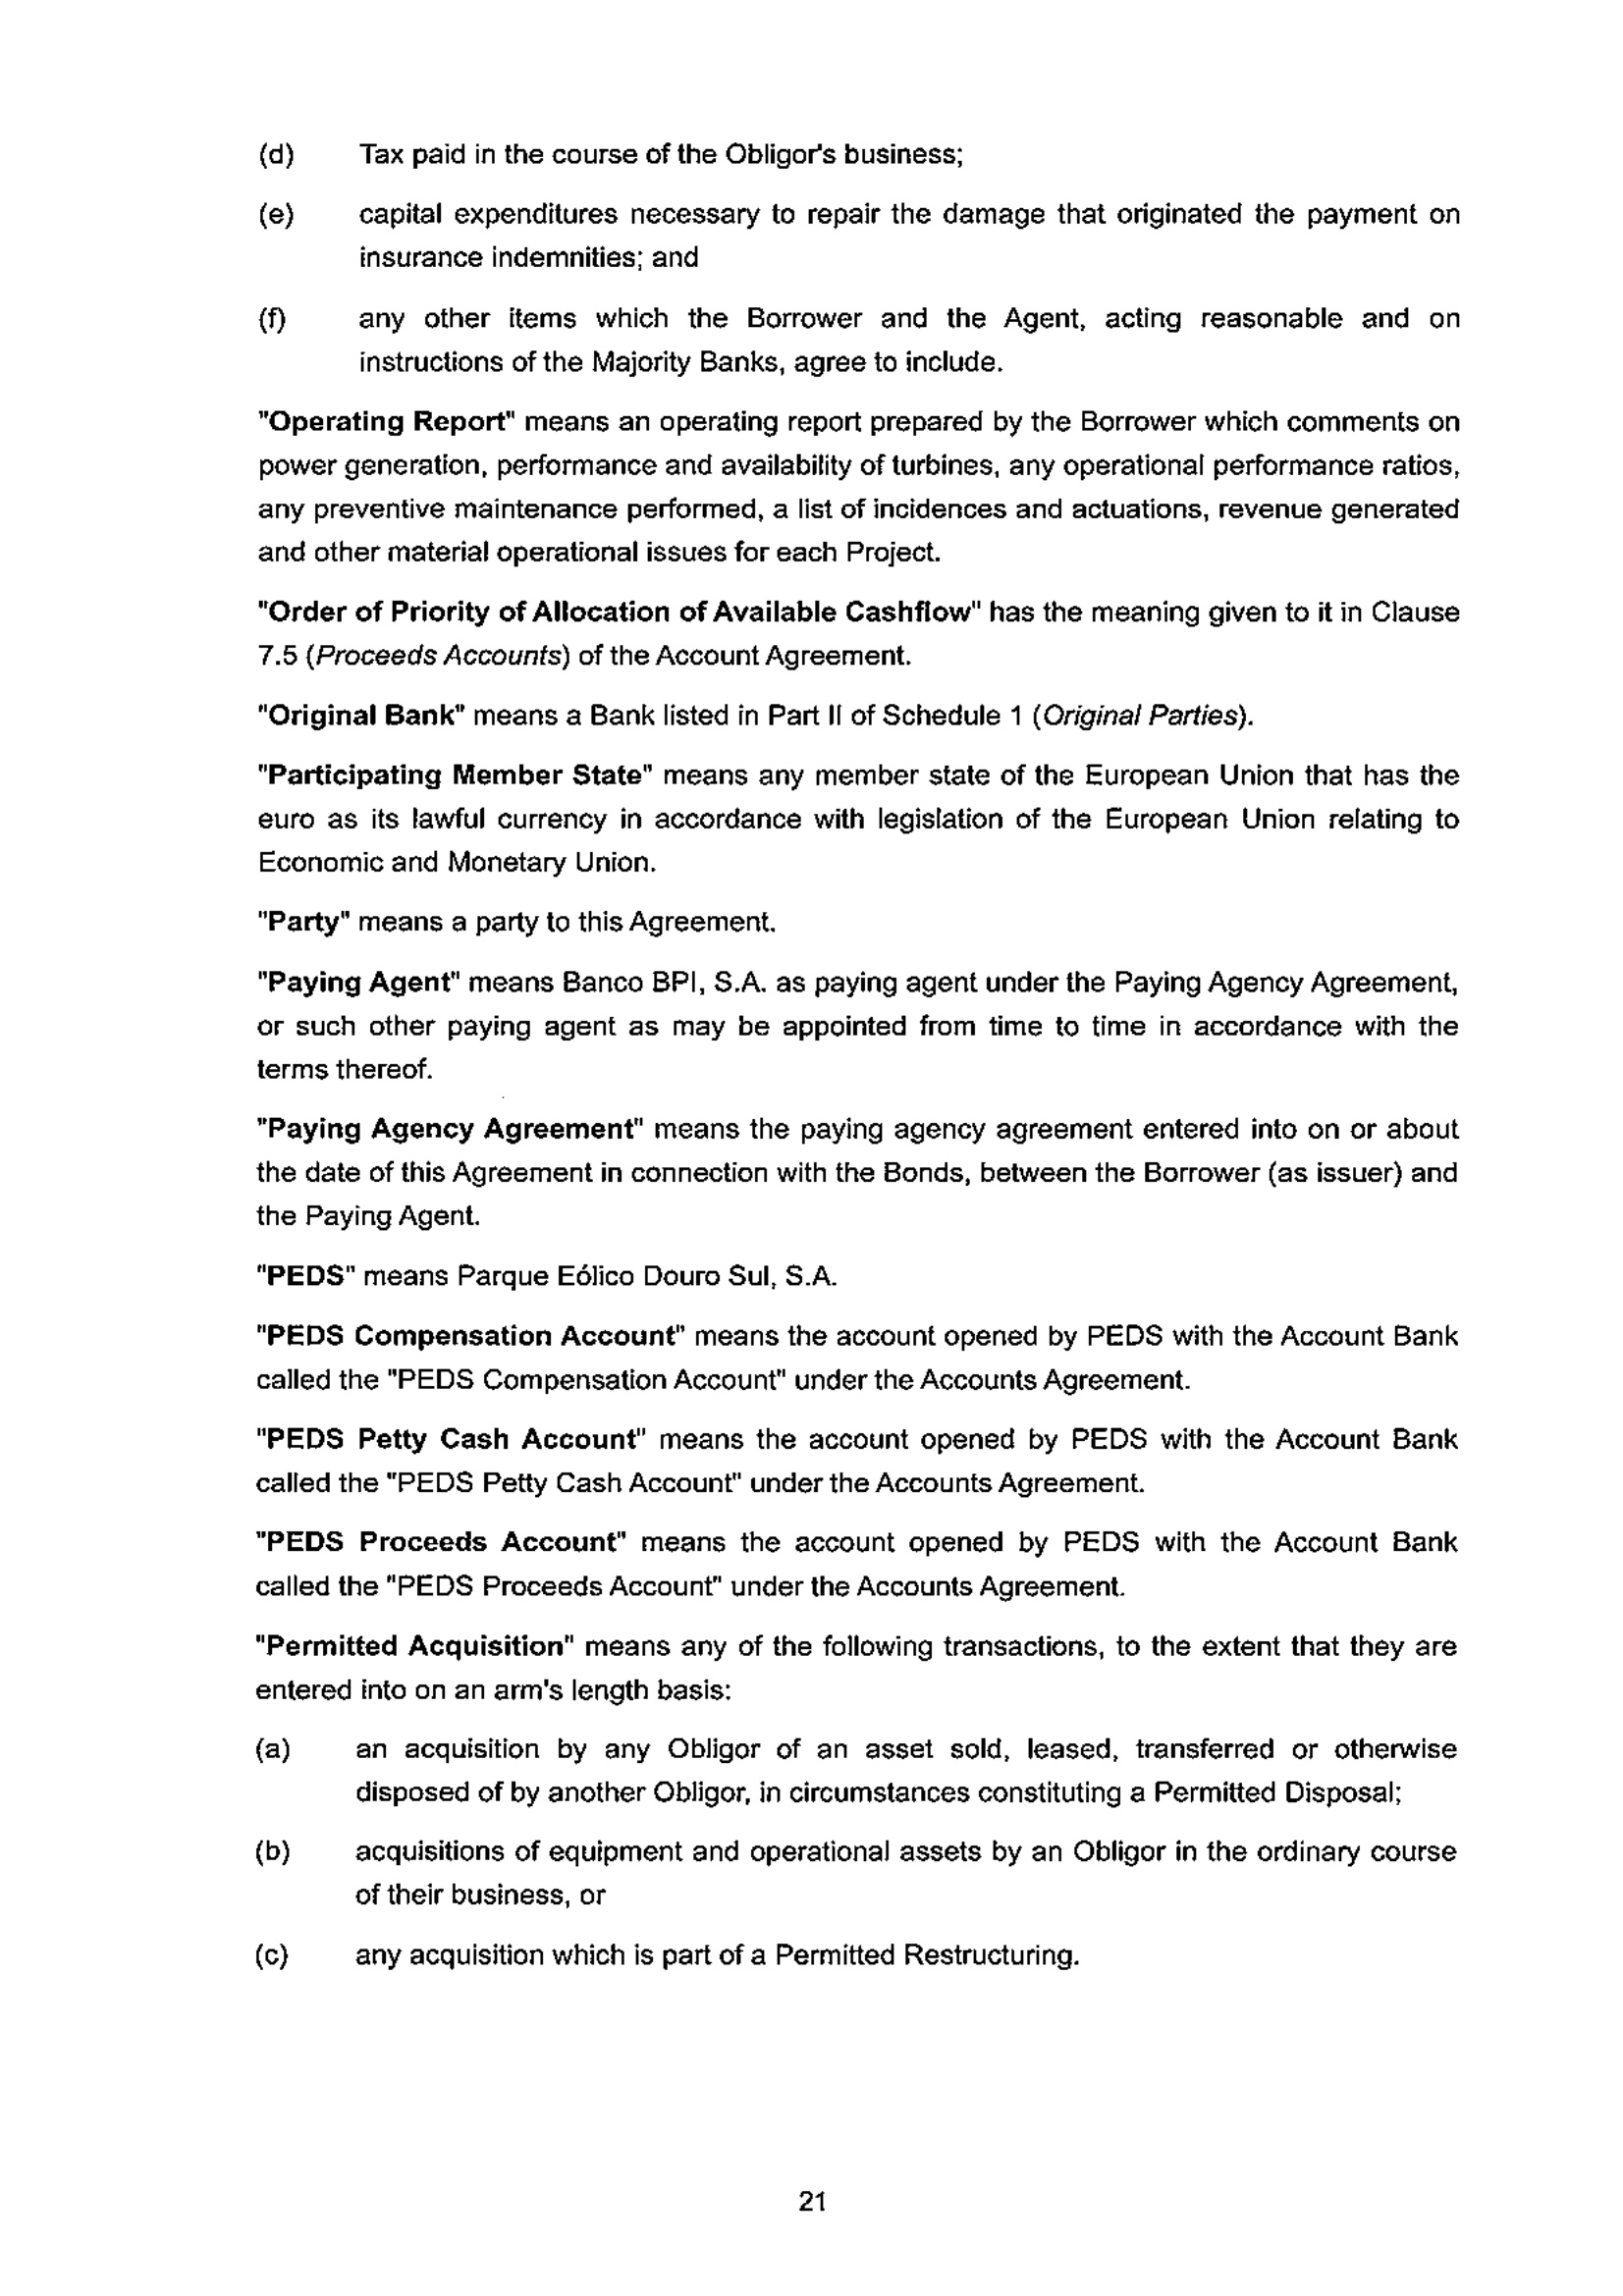 (d) Tax paid in the course of the Obligor's business;
(e) capital expenditures necessary to repair the damage that originated the payment on
insurance indemnities; and
(f) any other items which the Borrower and the Agent, acting reasonable and on
instructions of the Majority Banks, agree to include.
"Operating Report" means an operating report prepared by the Borrower which comments on
power generation, performance and availability of turbines, any operational performance ratios,
any preventive maintenance performed, a list of incidences and actuations, revenue generated
and other material operational issues for each Project.
"Order of Priority of Allocation of Available Cashflow" has the meaning given to it in Clause
7.5 (Proceeds Accounts) of the Account Agreement.
"Original Bank" means a Bank listed in Part II of Schedule 1 (Original Parties).
"Participating Member State" means any member state of the European Union that has the
euro as its lawful currency in accordance with legislation of the European Union relating to
Economic and Monetary Union.
"Party" means a party to this Agreement.
"Paying Agent" means Banco BPI, S.A. as paying agent under the Paying Agency Agreement,
or such other paying agent as may be appointed from time to time in accordance with the
terms thereof.
"Paying Agency Agreement" means the paying agency agreement entered into on or about
the date of this Agreement in connection with the Bonds, between the Borrower (as issuer) and
the Paying Agent.
"PEDS" means Parque Eólico Douro Sul, S.A.
"PEDS Compensation Account" means the account opened by PEDS with the Account Bank
called the "PEDS Compensation Account" under the Accounts Agreement.
"PEDS Petty Cash Account" means the account opened by PEDS with the Account Bank
called the "PEDS Petty Cash Account" under the Accounts Agreement.
"PEDS Proceeds Account" means the account opened by PEDS with the Account Bank
called the "PEDS Proceeds Account" under the Accounts Agreement.
"Permitted Acquisition" means any of the following transactions, to the extent that they are
entered into on an arm's length basis:
(a) an acquisition by any Obligor of an asset sold, leased, transferred or otherwise
disposed of by another Obligor, in circumstances constituting a Permitted Disposal;
(b) acquisitions of equipment and operational assets by an Obligor in the ordinary course
of their business, or
(c) any acquisition which is part of a Permitted Restructuring.
21